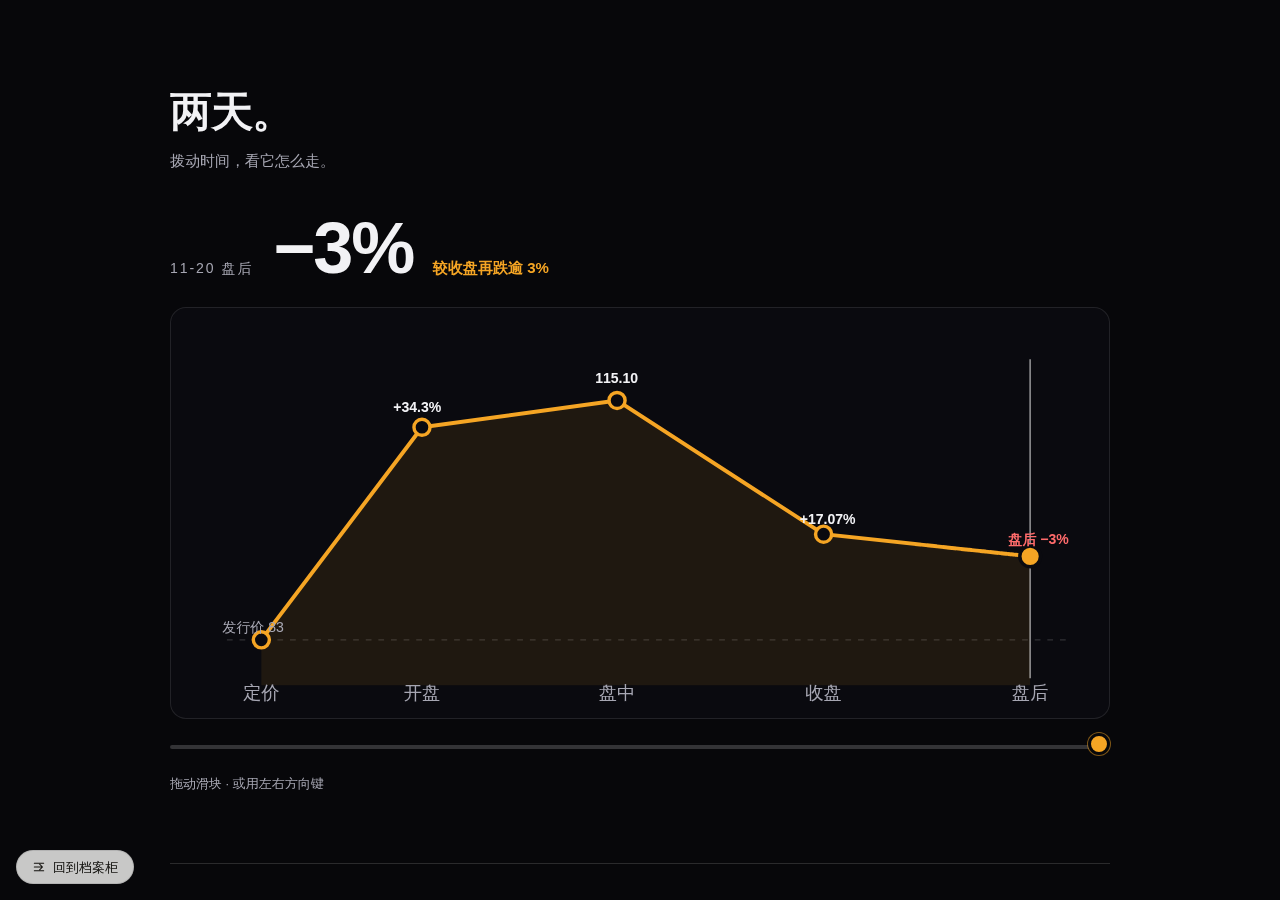 两天。
拨动时间，看它怎么走。
11-20 盘后 −3% 较收盘再跌逾 3%
115.10
+34.3%
+17.07%
盘后 −3%
发行价 83
定价 开盘 盘中 收盘 盘后
拖动滑块 · 或用左右方向键
回到档案柜